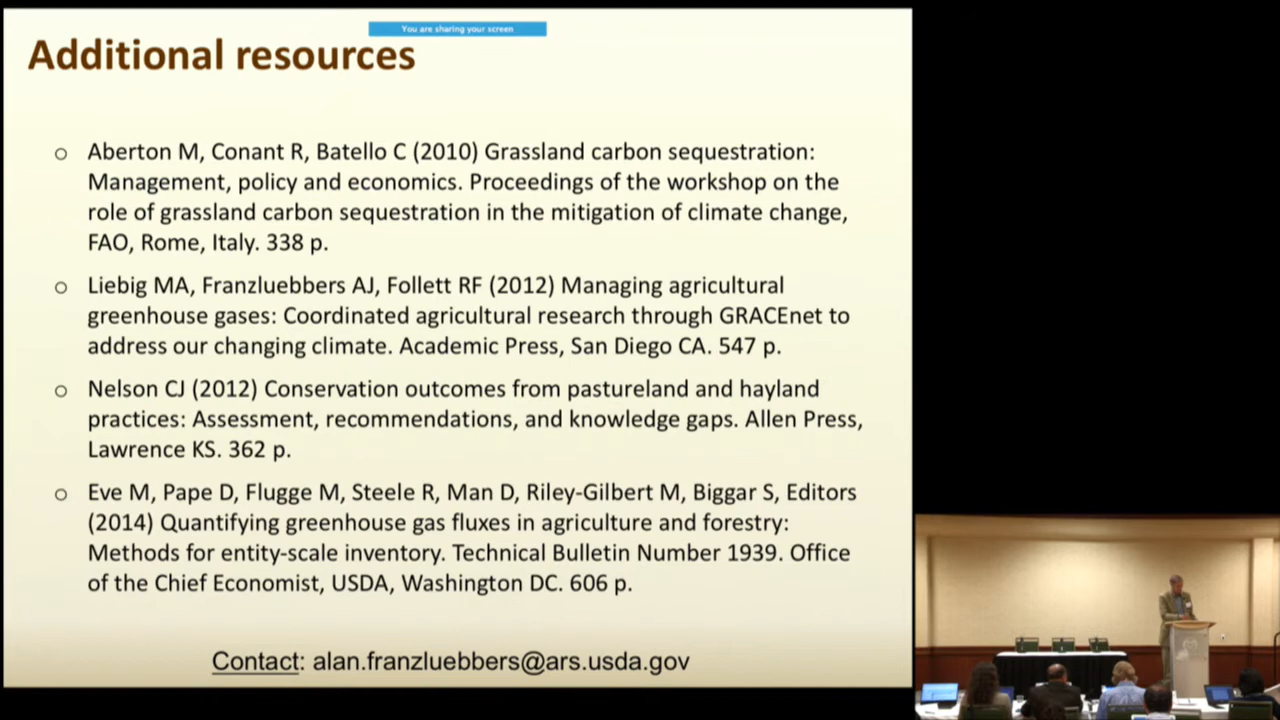 You are sharing your screen
Additional resources
o Aberton M, Conant R, Batello C (2010) Grassland carbon sequestration:
Management, policy and economics. Proceedings of the workshop on the
role of grassland carbon sequestration in the mitigation of climate change,
FAO, Rome, Italy. 338 p.
o Liebig MA, Franzluebbers AJ, Follett RF (2012) Managing agricultural
greenhouse gases: Coordinated agricultural research through GRACEnet to
address our changing climate. Academic Press, San Diego CA. 547 p.
o Nelson CJ (2012) Conservation outcomes from pastureland and hayland
practices: Assessment, recommendations, and knowledge gaps. Allen Press,
Lawrence KS. 362 p.
o Eve M, Pape D, Flugge M, Steele R, Man D, Riley-Gilbert M, Biggar S, Editors
(2014) Quantifying greenhouse gas fluxes in agriculture and forestry:
Methods for entity-scale inventory. Technical Bulletin Number 1939. Office
of the Chief Economist, USDA, Washington DC. 606 p.
Contact: alan.franzluebbers@ars.usda.gov